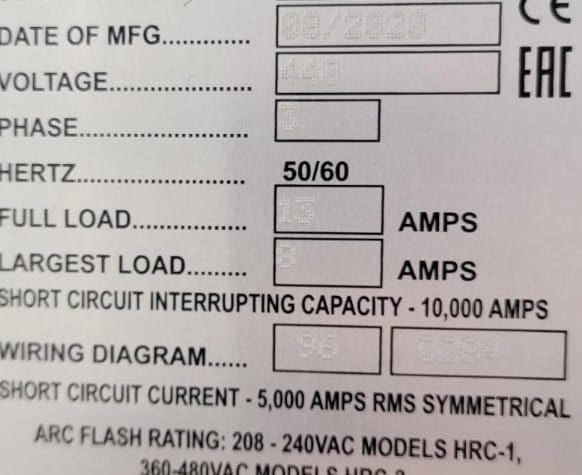 CE
DATE OF MFG............. 08/2020
EAC
VOLTAGE..................... 440
PHASE......................... 3
HERTZ......................... 50/60
FULL LOAD............... 13 AMPS
LARGEST LOAD......... 8 AMPS
SHORT CIRCUIT INTERRUPTING CAPACITY - 10,000 AMPS
WIRING DIAGRAM...... 96
SHORT CIRCUIT CURRENT - 5,000 AMPS RMS SYMMETRICAL
ARC FLASH RATING: 208 - 240VAC MODELS HRC-1,
360-480VAC MODELS